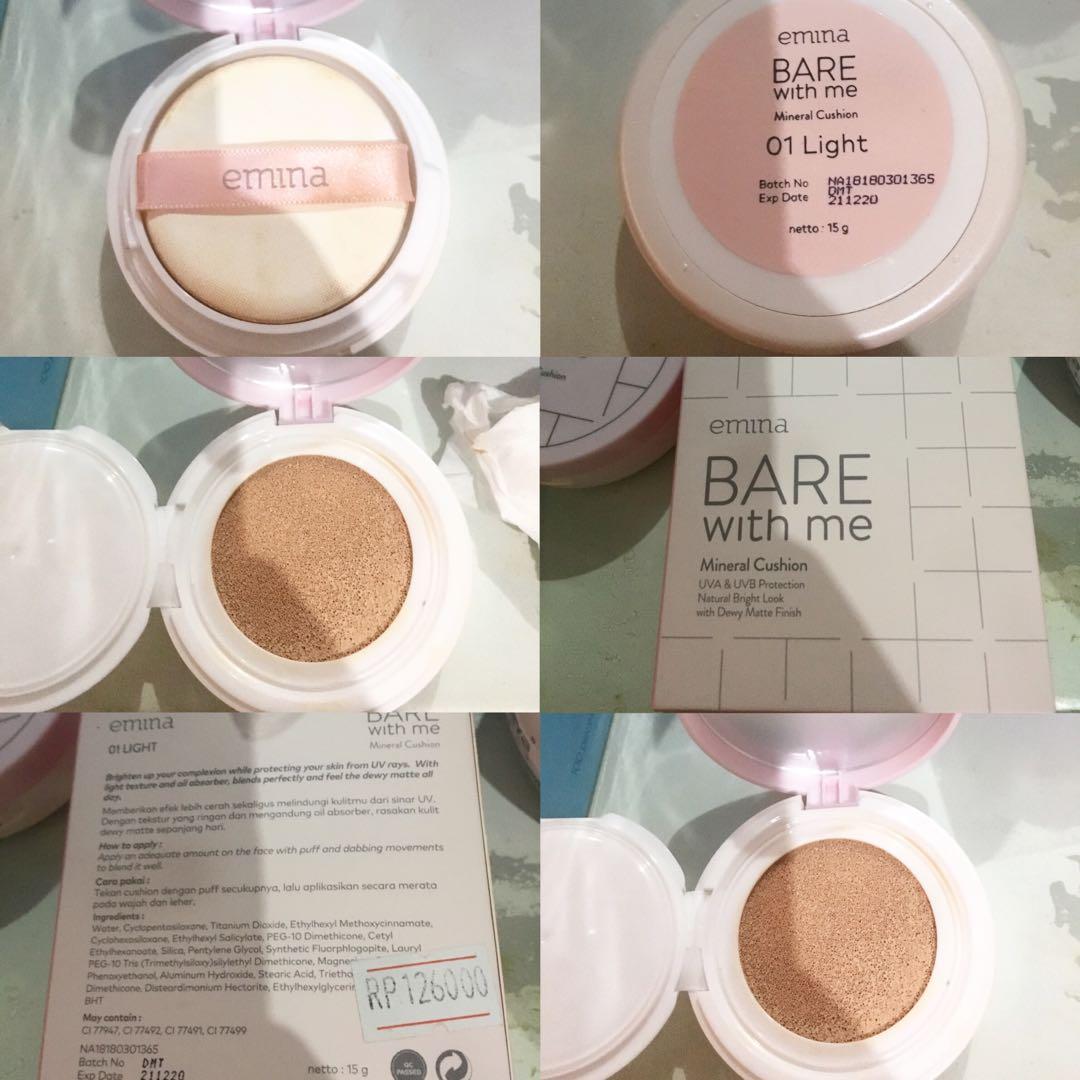 emina
emina
BARE
with me
Mineral Cushion
01 Light
Batch No NA18180301365
DMT
Exp Date 211220
netto : 15 g
Cushion
emina
BARE
with me
Mineral Cushion
UVA & UVB Protection
Natural Bright Look
with Dewy Matte Finish
emina
BARE
with me
01 LIGHT
Mineral Cushion
Brighten up your complexion while protecting your skin from UV rays. With
light texture and oil absorber, blends perfectly and feel the dewy matte all
day.
Memberikan efek lebih cerah sekaligus melindungi kulitmu dari sinar UV.
Dengan tekstur yang ringan dan mengandung oil absorber, rasakan kulit
dewy matte sepanjang hari.
How to apply :
Apply an adequate amount on the face with puff and dabbing movements
to blend it well.
Cara pakai :
Tekan cushion dengan puff secukupnya, lalu aplikasikan secara merata
pada wajah dan leher.
Ingredients :
Water, Cyclopentasiloxane, Titanium Dioxide, Ethylhexyl Methoxycinnamate,
Cyclohexasiloxane, Ethylhexyl Salicylate, PEG-10 Dimethicone, Cetyl
Ethylhexanoate, Silica, Pentylene Glycol, Synthetic Fluorphlogopite, Lauryl
PEG-10 Tris (Trimethylsiloxy)silylethyl Dimethicone,
Phenoxyethanol, Aluminum Hydroxide, Stearic Acid,
Dimethicone, Disteardimonium Hectorite,
BHT
RP126000
May contain :
CI 77947, CI 77492, CI 77491, CI 77499
NA18180301365
Batch No DMT
Exp Date 211220
netto : 15 g
QC
PASSED